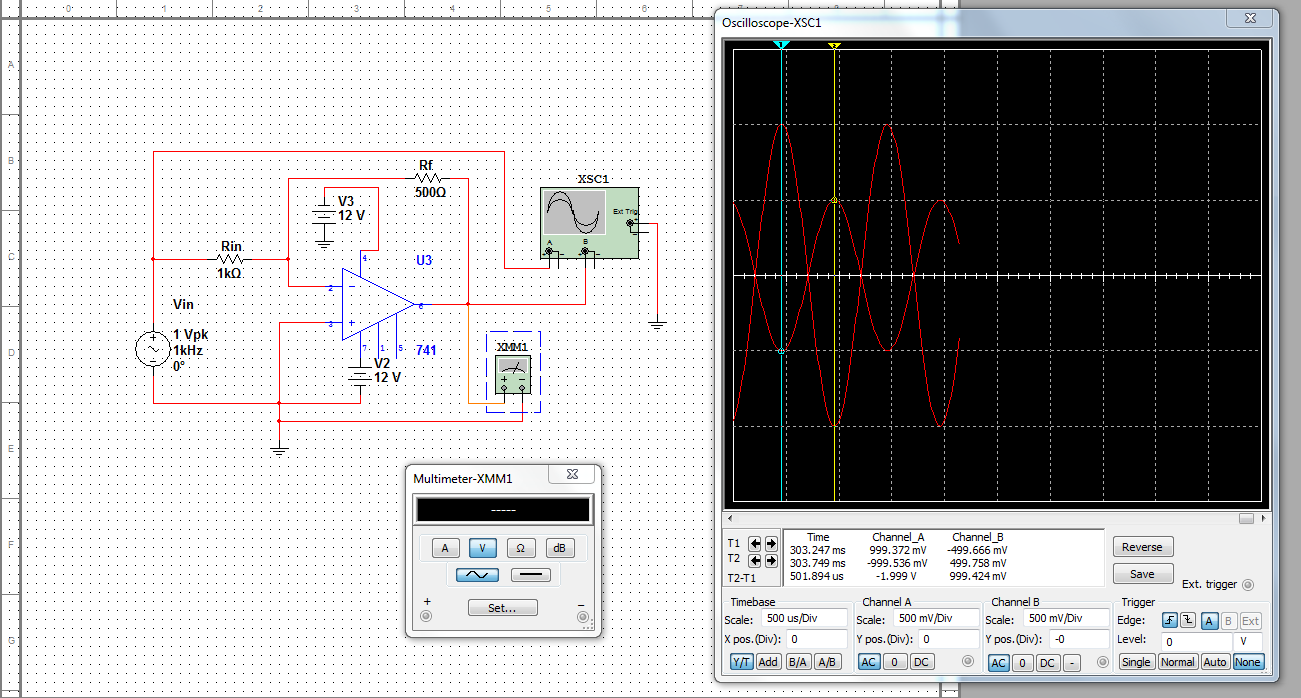 0 1 2 3 4 5 6
A
B
C
D
E
F
G
Rf
500Ω
V3
12 V
Rin
1kΩ
U3
4
2
3
6
7 1 5
741
Vin
1 Vpk
1kHz
0°
V2
12 V
XSC1
Ext Trig
A B
XMM1
Multimeter-XMM1
-----
A V Ω dB
Set...
+ −
Oscilloscope-XSC1
1 2
Time Channel_A Channel_B
T1 303.247 ms 999.372 mV -499.666 mV
T2 303.749 ms -999.536 mV 499.758 mV
T2-T1 501.894 us -1.999 V 999.424 mV
Reverse
Save
Ext. trigger
Timebase Channel A Channel B Trigger
Scale: 500 us/Div Scale: 500 mV/Div Scale: 500 mV/Div Edge: A B Ext
X pos.(Div): 0 Y pos.(Div): 0 Y pos.(Div): -0 Level: 0 V
Y/T Add B/A A/B AC 0 DC AC 0 DC - Single Normal Auto None